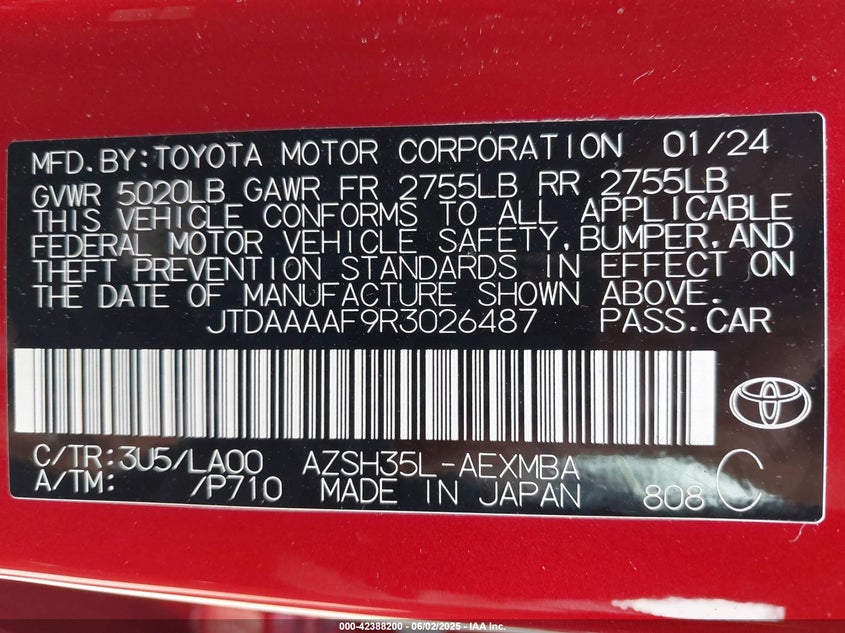 MFD.BY:TOYOTA MOTOR CORPORATION 01/24
GVWR 5020LB GAWR FR 2755LB RR 2755LB
THIS VEHICLE CONFORMS TO ALL APPLICABLE
FEDERAL MOTOR VEHICLE SAFETY,BUMPER,AND
THEFT PREVENTION STANDARDS IN EFFECT ON
THE DATE OF MANUFACTURE SHOWN ABOVE.
JTDAAAAF9R3026487 PASS.CAR
C/TR:3U5/LA00 AZSH35L-AEXMBA
A/TM: /P710 MADE IN JAPAN 808 C
000-42388200 - 06/02/2025 - IAA Inc.